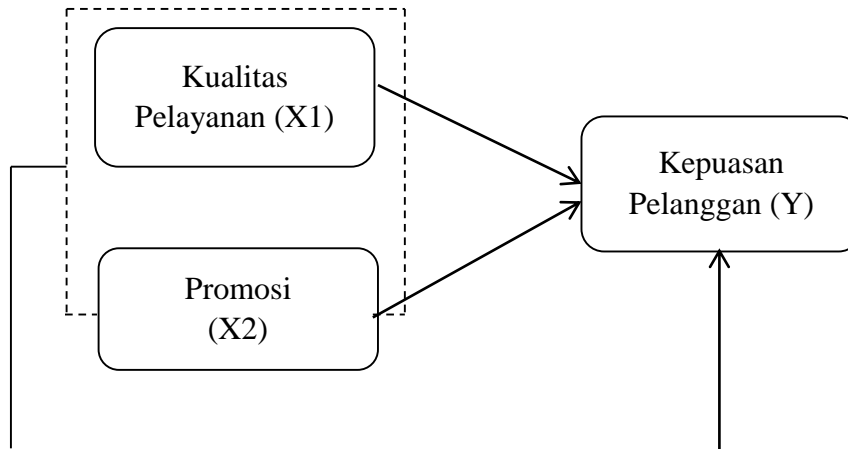 Kualitas
Pelayanan (X1)
Kepuasan
Pelanggan (Y)
Promosi
(X2)